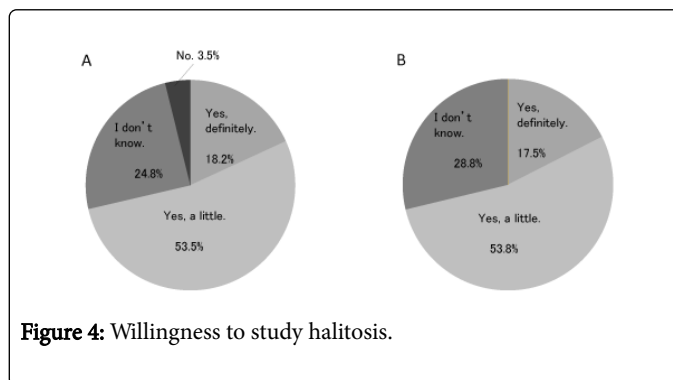 A
No. 3.5%
Yes,
definitely.
18.2%
I don't
know.
24.8%
Yes, a little.
53.5%
B
Yes,
definitely.
17.5%
I don't
know.
28.8%
Yes, a little.
53.8%
Figure 4: Willingness to study halitosis.